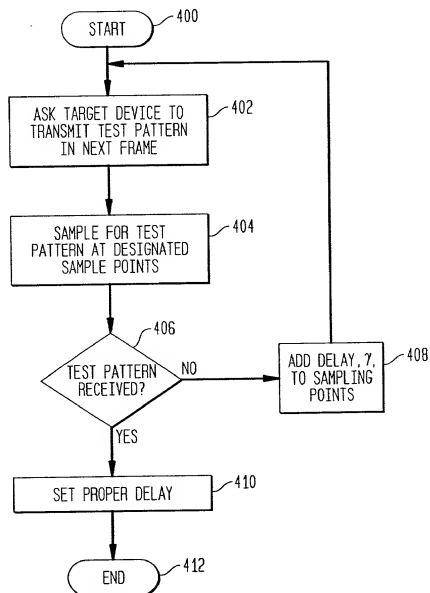 START
400
ASK TARGET DEVICE TO
TRANSMIT TEST PATTERN
IN NEXT FRAME
402
SAMPLE FOR TEST
PATTERN AT DESIGNATED
SAMPLE POINTS
404
406
TEST PATTERN
RECEIVED?
NO
ADD DELAY, γ,
TO SAMPLING
POINTS
408
YES
SET PROPER DELAY
410
END
412